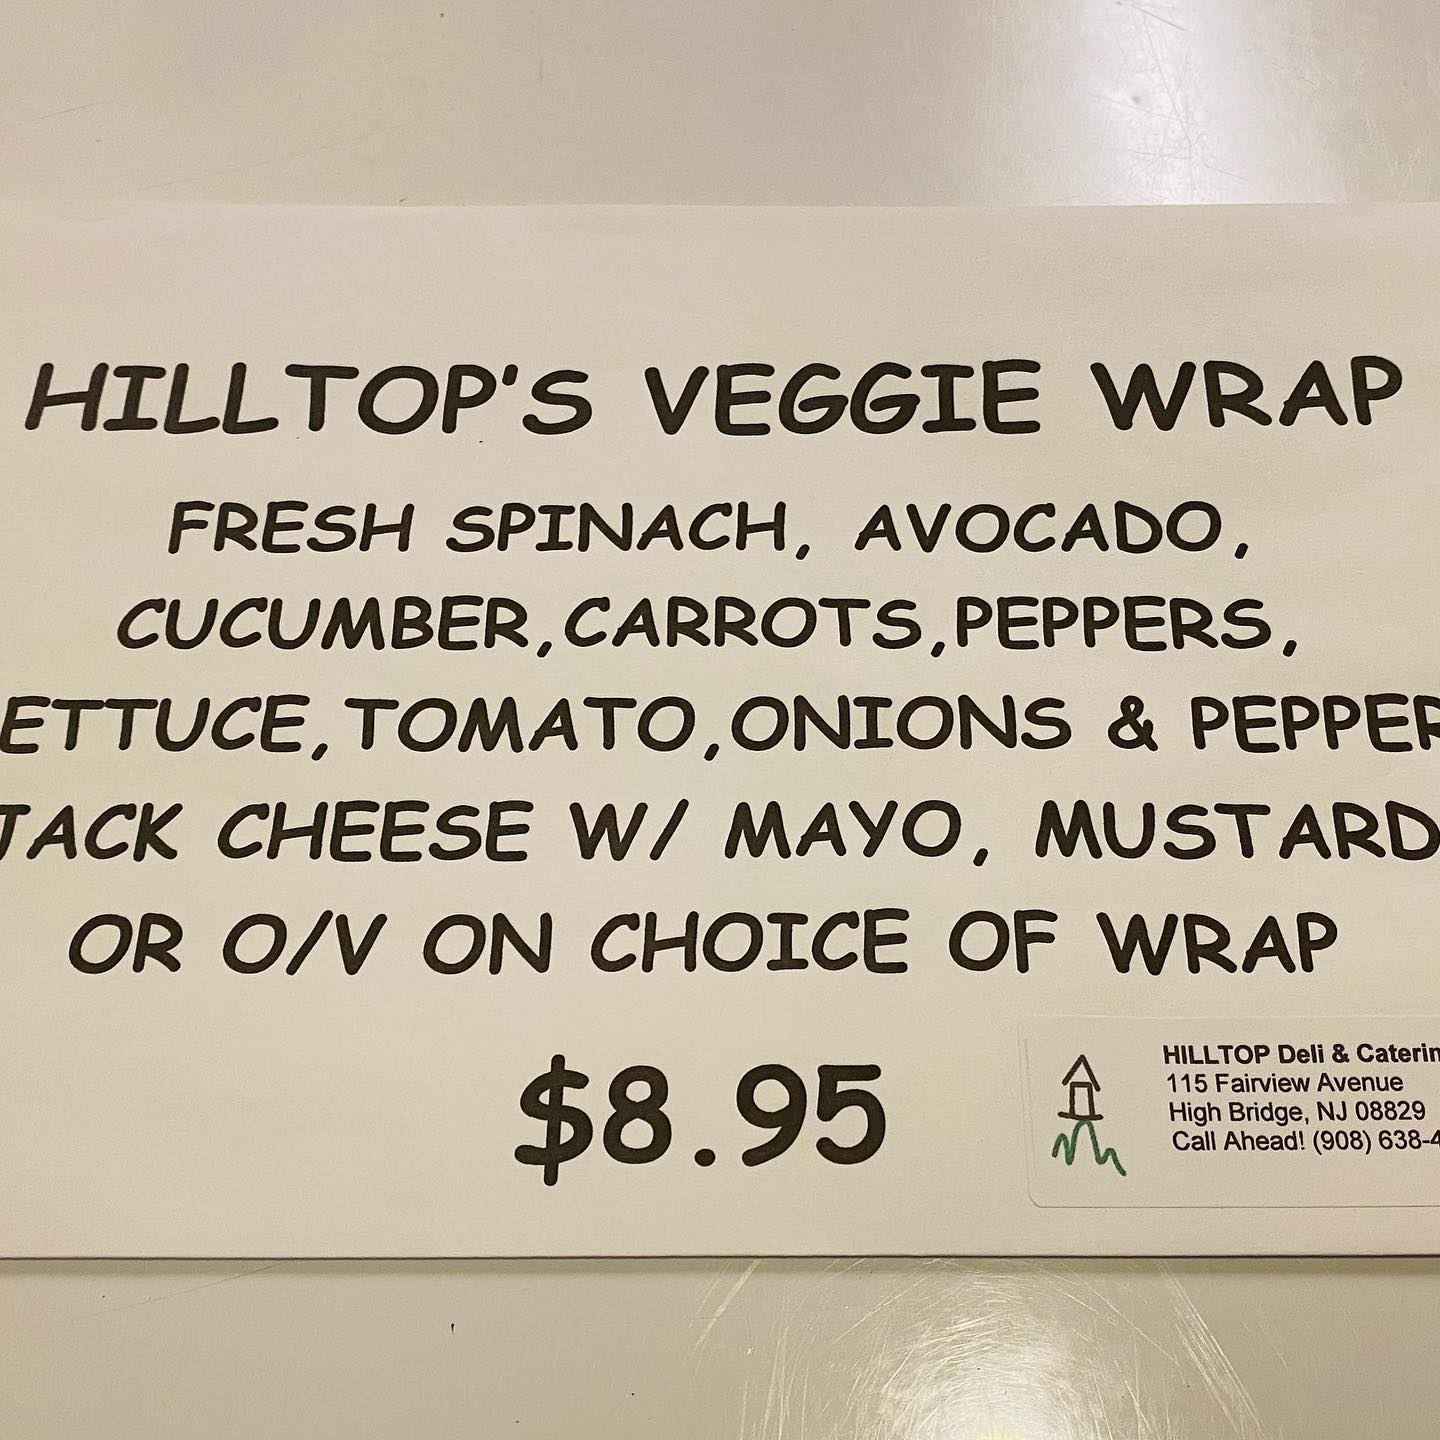 HILLTOP'S VEGGIE WRAP
FRESH SPINACH, AVOCADO,
CUCUMBER,CARROTS,PEPPERS,
ETTUCE,TOMATO,ONIONS & PEPPER
JACK CHEESE W/ MAYO, MUSTARD
OR O/V ON CHOICE OF WRAP
$8.95
HILLTOP Deli & Caterin
115 Fairview Avenue
High Bridge, NJ 08829
Call Ahead! (908) 638-4